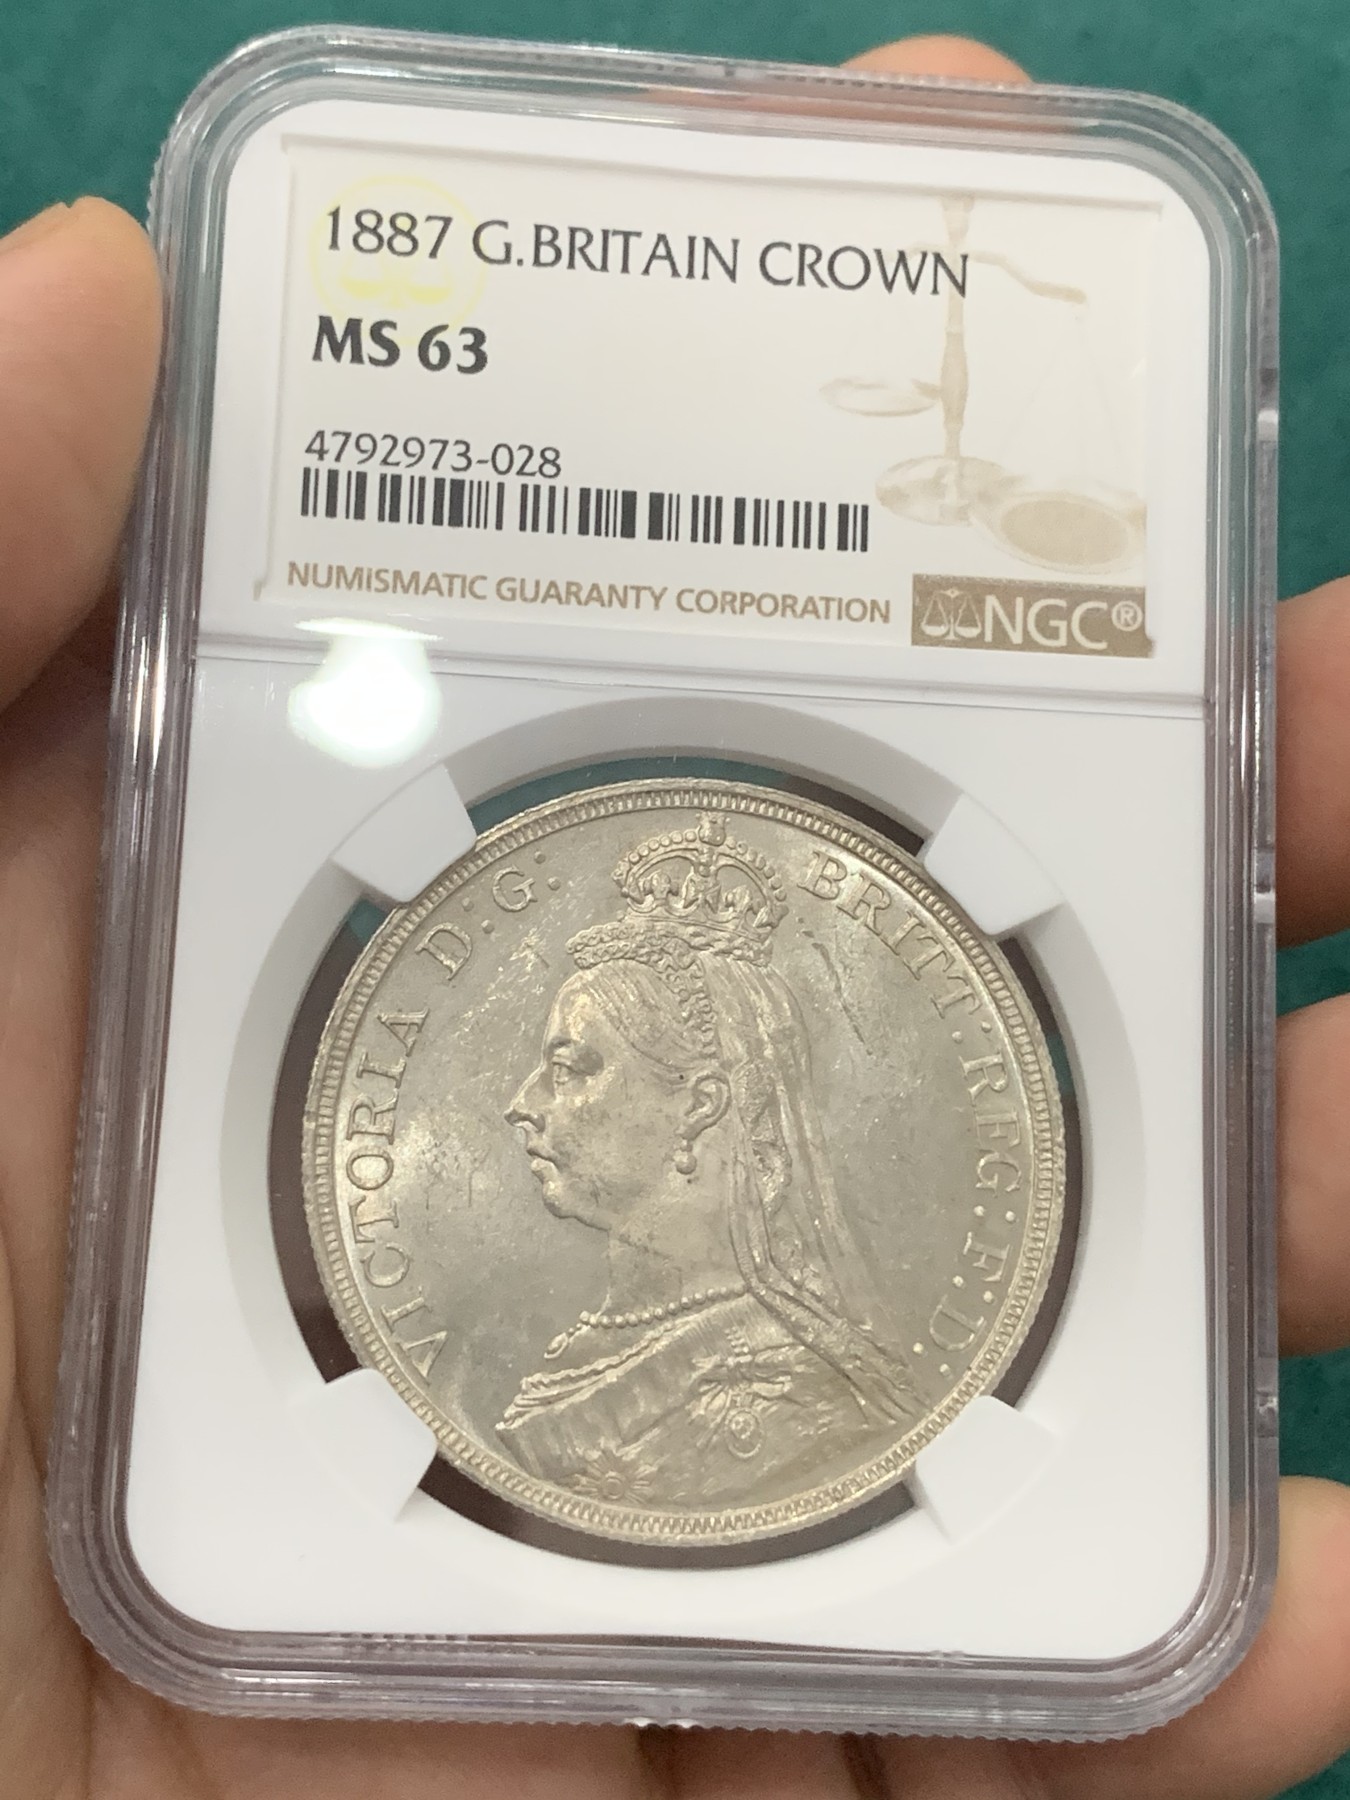 1887 G.BRITAIN CROWN
MS 63
4792973-028
NUMISMATIC GUARANTY CORPORATION
NGC®
VICTORIA D:G: BRITT:REG:F:D: